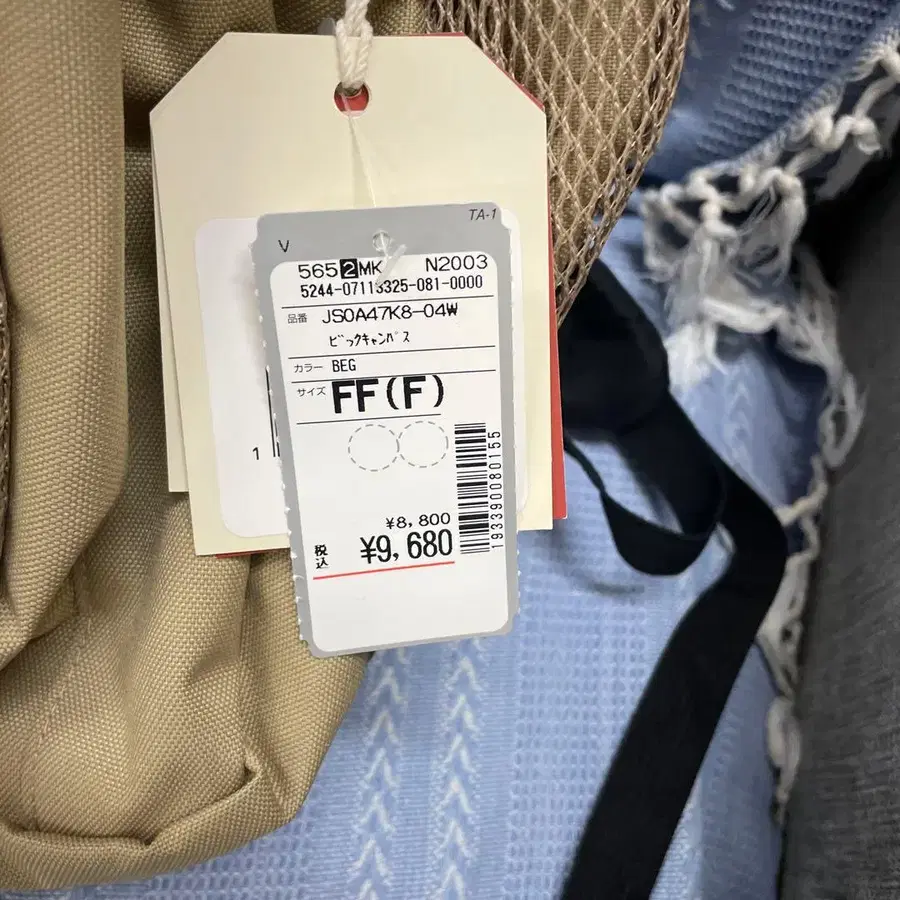 TA-1
V
565 2 MK N2003
5244-07113325-081-0000
品番 JS0A47K8-04W
ビックキャンパス
カラー BEG
サイズ FF(F)
193390080155
¥8,800
税込 ¥9,680
1